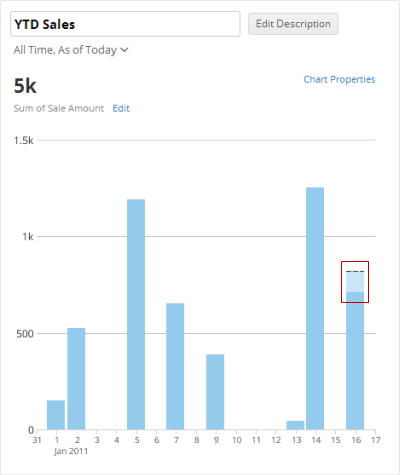 YTD Sales Edit Description
All Time, As of Today
5k Chart Properties
Sum of Sale Amount Edit
1.5k
1k
500
0
31 1 2 3 4 5 6 7 8 9 10 11 12 13 14 15 16 17
Jan 2011